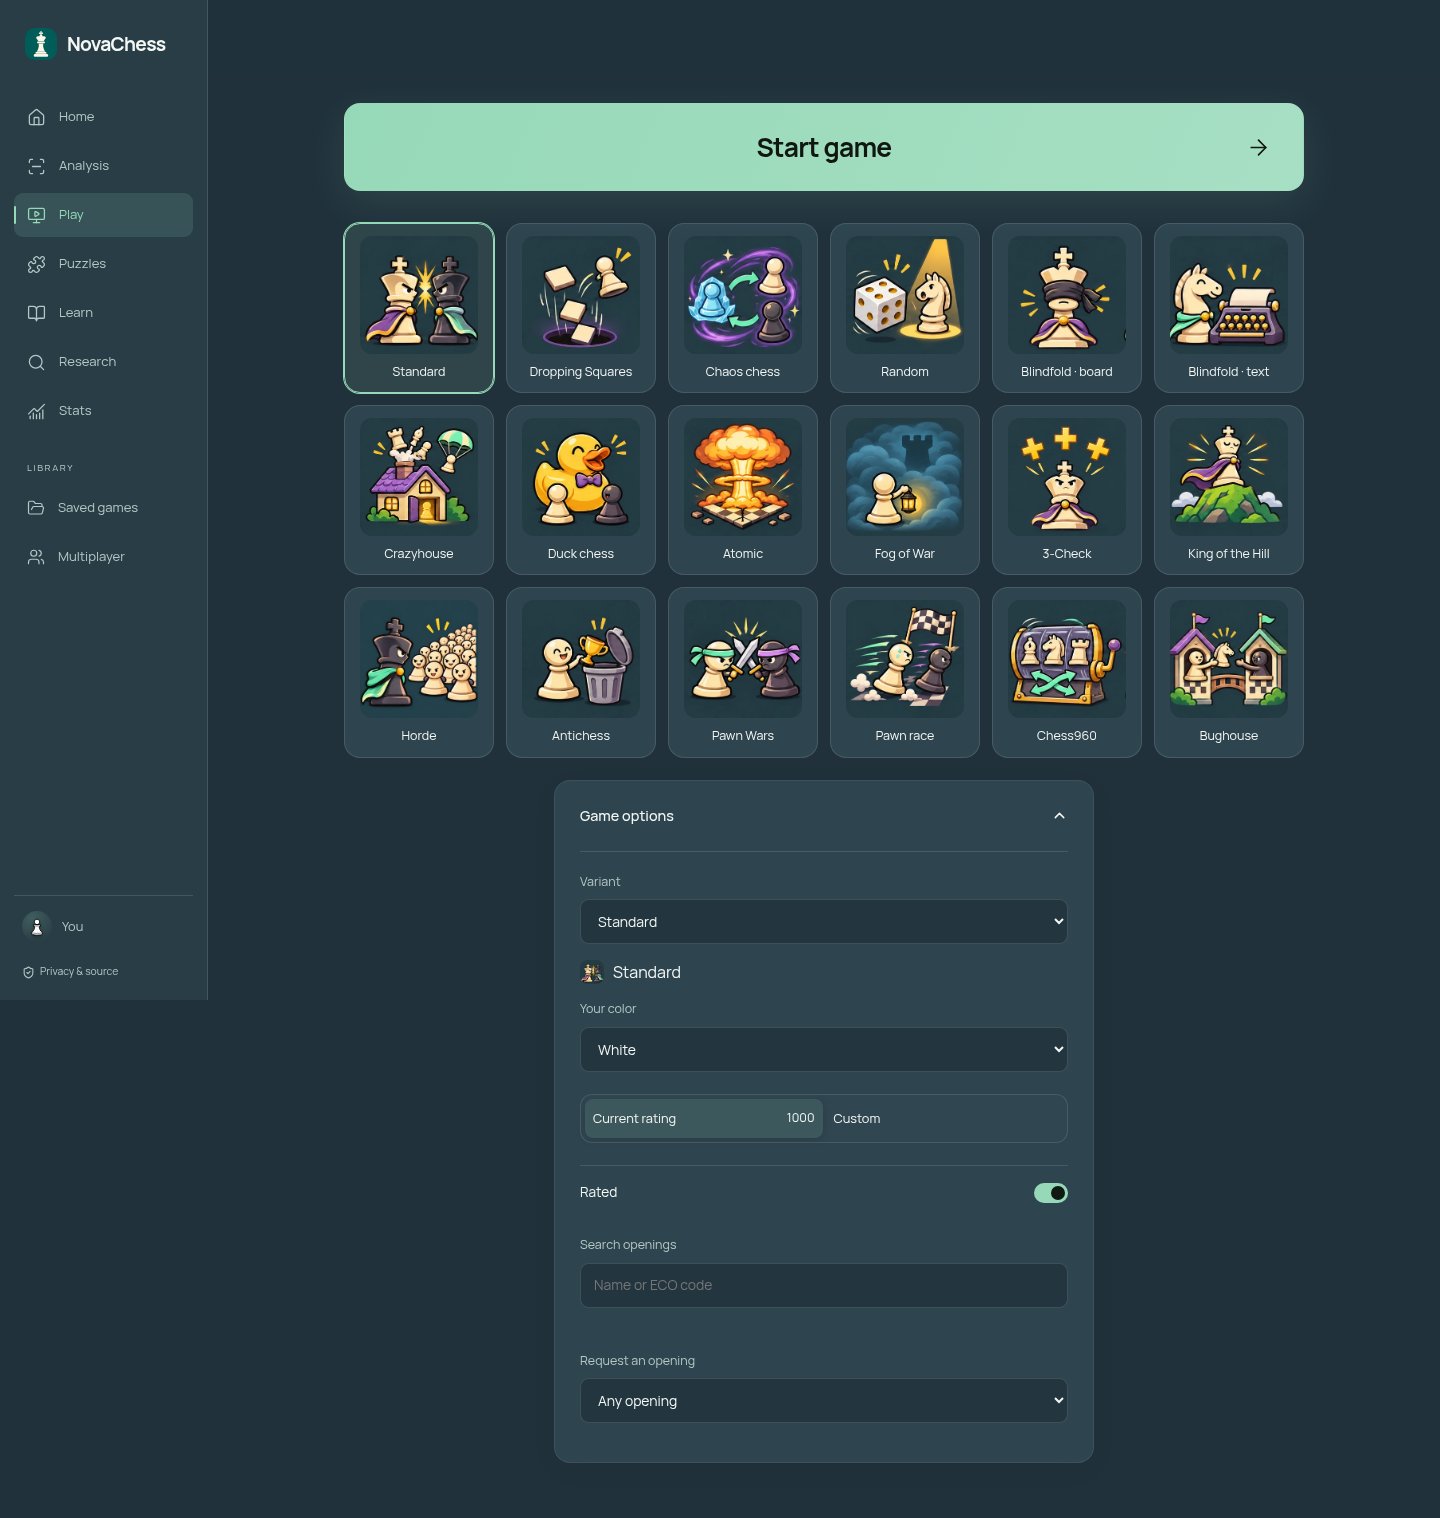 NovaChess
Home
Analysis
Play
Puzzles
Learn
Research
Stats
LIBRARY
Saved games
Multiplayer
You
Privacy & source
Start game
Standard
Dropping Squares
Chaos chess
Random
Blindfold · board
Blindfold · text
Crazyhouse
Duck chess
Atomic
Fog of War
3-Check
King of the Hill
Horde
Antichess
Pawn Wars
Pawn race
Chess960
Bughouse
Game options
Variant
Standard
Standard
Your color
White
Current rating 1000 Custom
Rated
Search openings
Name or ECO code
Request an opening
Any opening